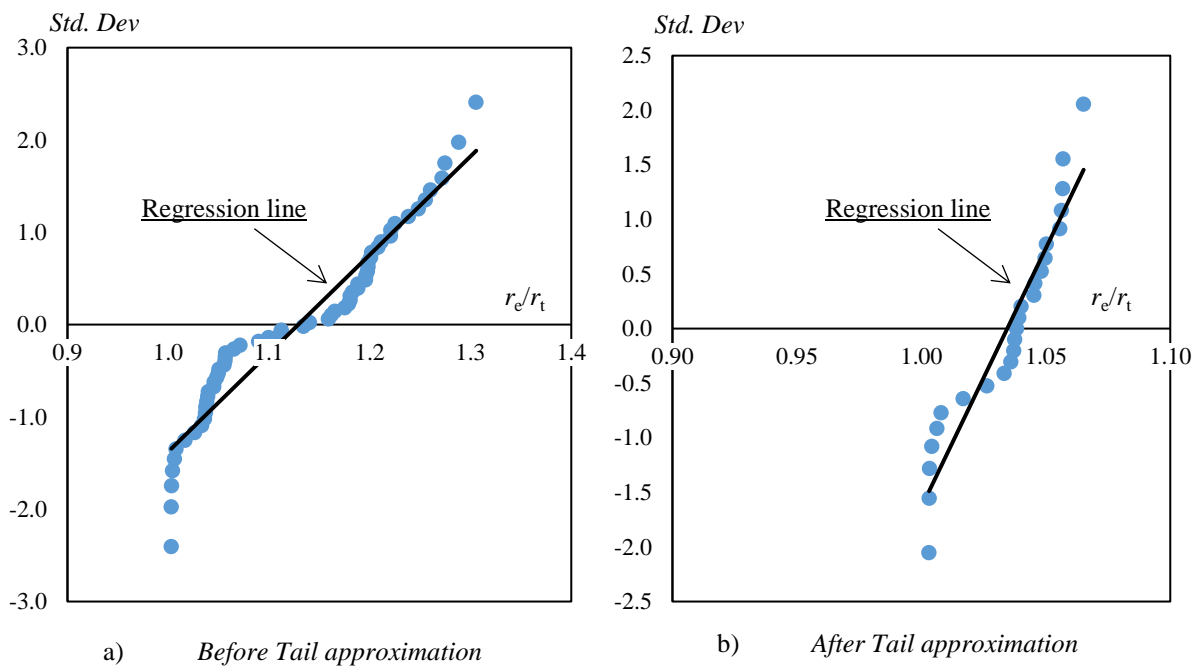 Std. Dev
3.0
2.0
1.0
0.0
-1.0
-2.0
-3.0
0.9 1.0 1.1 1.2 1.3 1.4
Regression line
re/rt
a) Before Tail approximation
Std. Dev
2.5
2.0
1.5
1.0
0.5
0.0
-0.5
-1.0
-1.5
-2.0
-2.5
0.90 0.95 1.00 1.05 1.10
Regression line
re/rt
b) After Tail approximation